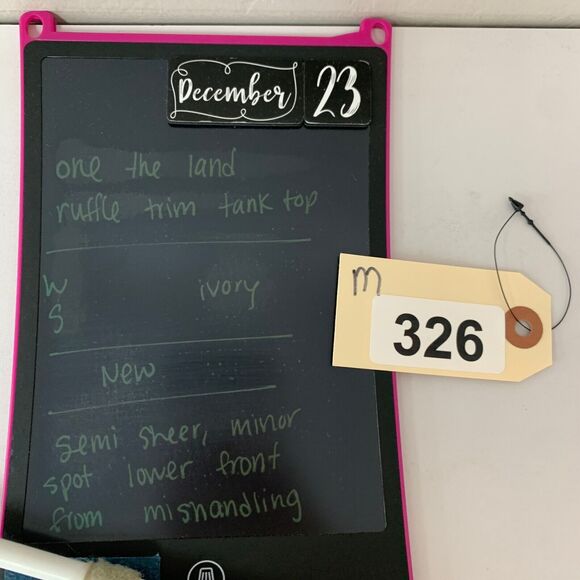 December 23
one the land
ruffle trim tank top
W ivory
S
New
semi sheer, minor
spot lower front
from mishandling
m
326